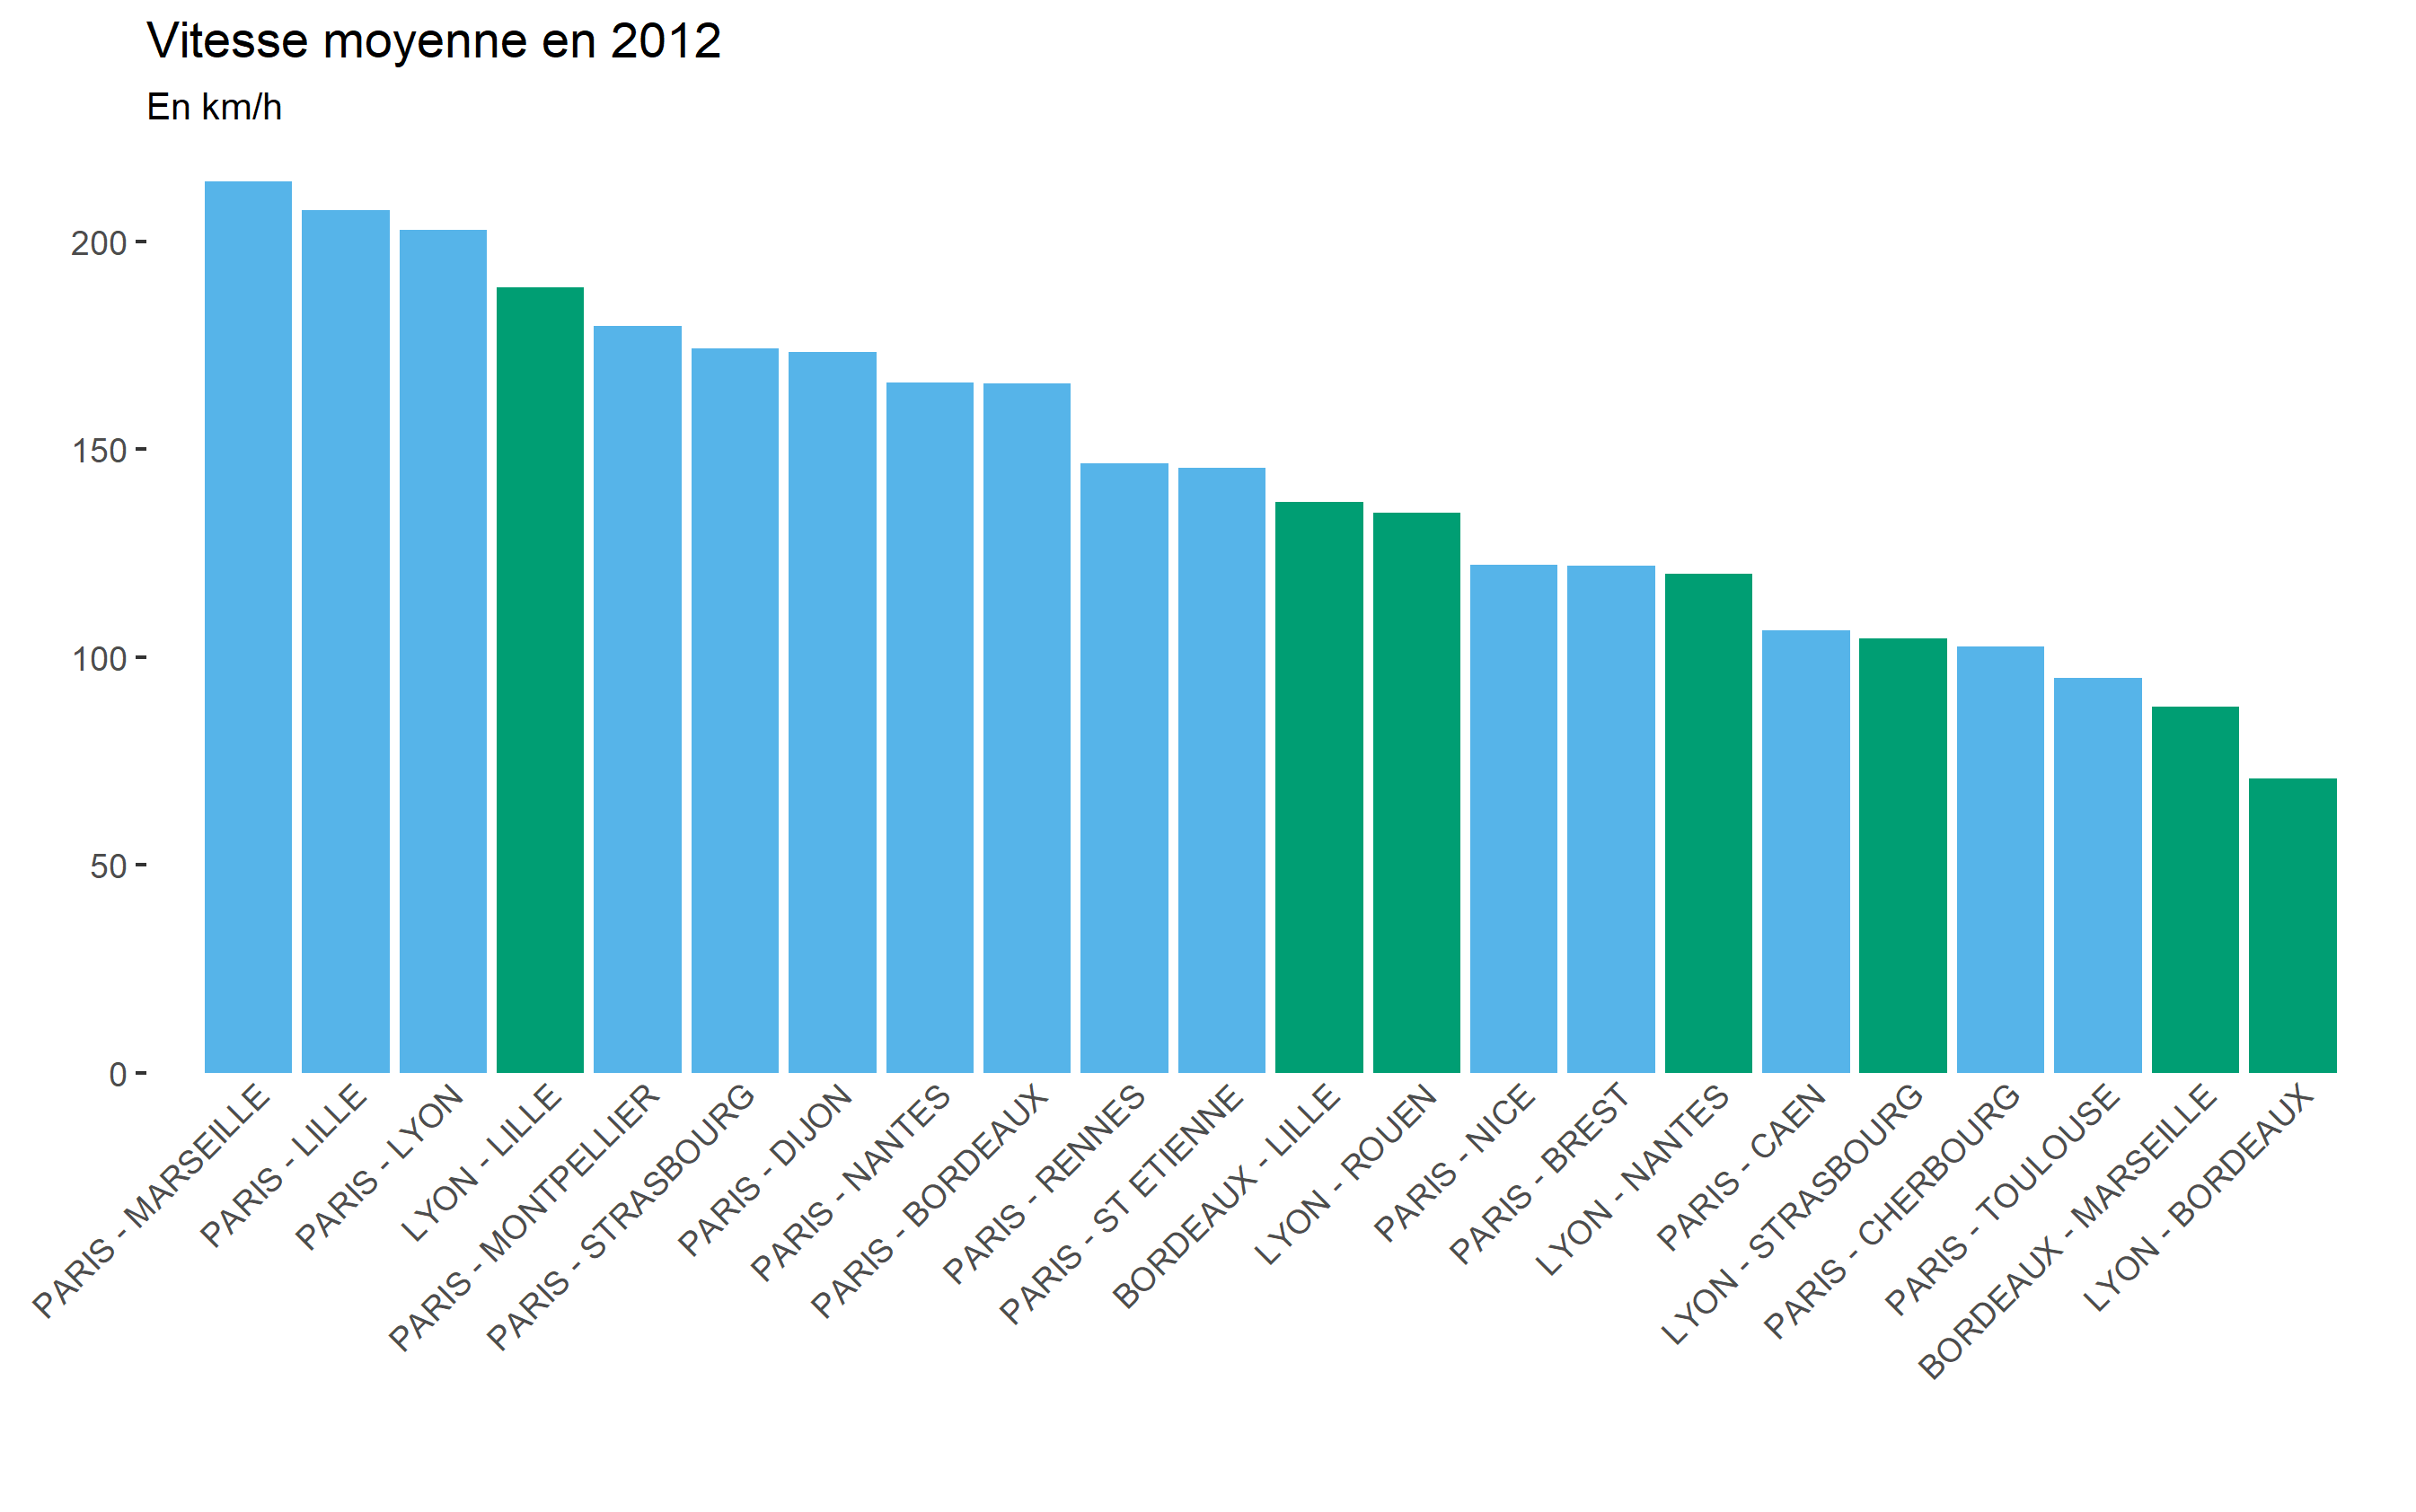 Vitesse moyenne en 2012
En km/h
200
150
100
50
0
PARIS - MARSEILLE
PARIS - LILLE
PARIS - LYON
LYON - LILLE
PARIS - MONTPELLIER
PARIS - STRASBOURG
PARIS - DIJON
PARIS - NANTES
PARIS - BORDEAUX
PARIS - RENNES
PARIS - ST ETIENNE
BORDEAUX - LILLE
LYON - ROUEN
PARIS - NICE
PARIS - BREST
LYON - NANTES
PARIS - CAEN
LYON - STRASBOURG
PARIS - CHERBOURG
PARIS - TOULOUSE
BORDEAUX - MARSEILLE
LYON - BORDEAUX